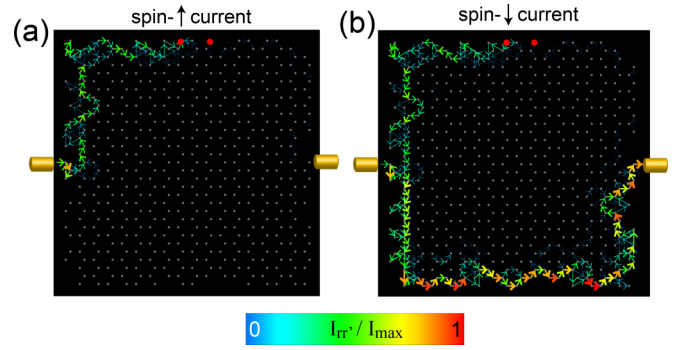 (a)
spin-↑ current
(b)
spin-↓ current
0 I_rr' / I_max 1